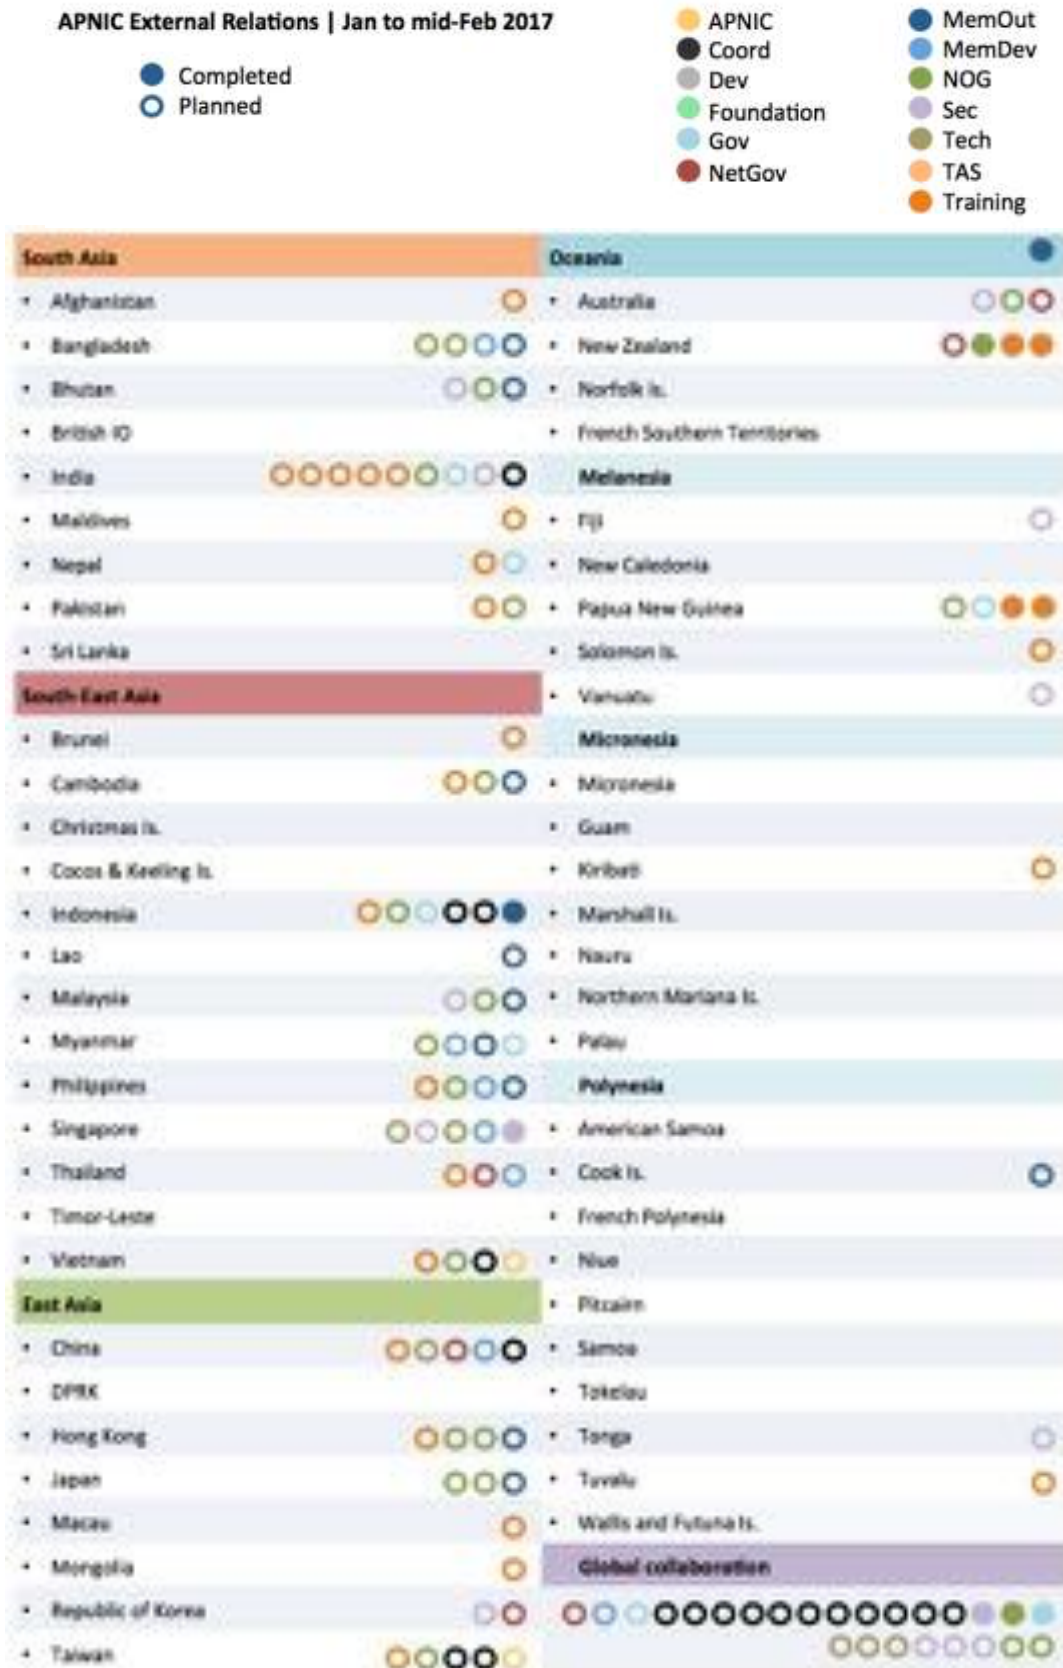 APNIC External Relations | Jan to mid-Feb 2017
Completed
Planned
APNIC
Coord
Dev
Foundation
Gov
NetGov
MemOut
MemDev
NOG
Sec
Tech
TAS
Training
South Asia
• Afghanistan
• Bangladesh
• Bhutan
• British IO
• India
• Maldives
• Nepal
• Pakistan
• Sri Lanka
South East Asia
• Brunei
• Cambodia
• Christmas Is.
• Cocos & Keeling Is.
• Indonesia
• Lao
• Malaysia
• Myanmar
• Philippines
• Singapore
• Thailand
• Timor-Leste
• Vietnam
East Asia
• China
• DPRK
• Hong Kong
• Japan
• Macau
• Mongolia
• Republic of Korea
• Taiwan
Oceania
• Australia
• New Zealand
• Norfolk Is.
• French Southern Territories
Melanesia
• Fiji
• New Caledonia
• Papua New Guinea
• Solomon Is.
• Vanuatu
Micronesia
• Micronesia
• Guam
• Kiribati
• Marshall Is.
• Nauru
• Northern Mariana Is.
• Palau
Polynesia
• American Samoa
• Cook Is.
• French Polynesia
• Niue
• Pitcairn
• Samoa
• Tokelau
• Tonga
• Tuvalu
• Wallis and Futuna Is.
Global collaboration